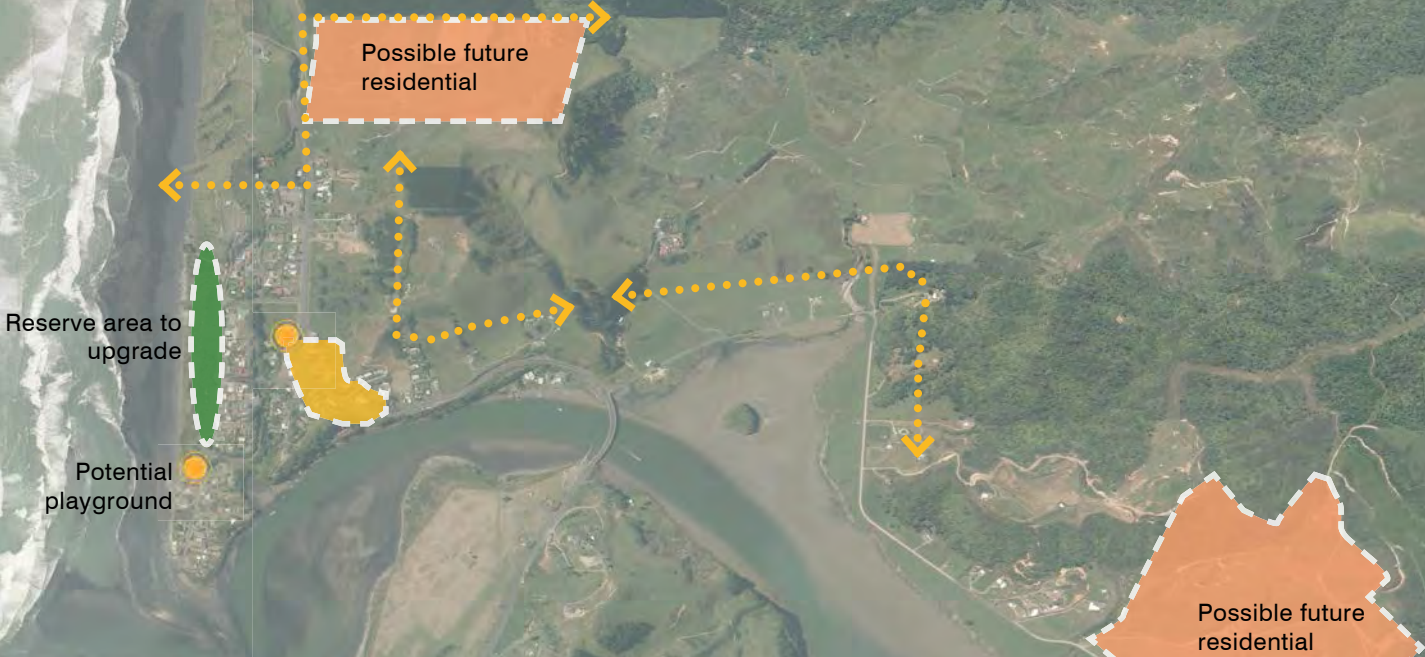 Possible future
residential
Reserve area to
upgrade
Potential
playground
Possible future
residential